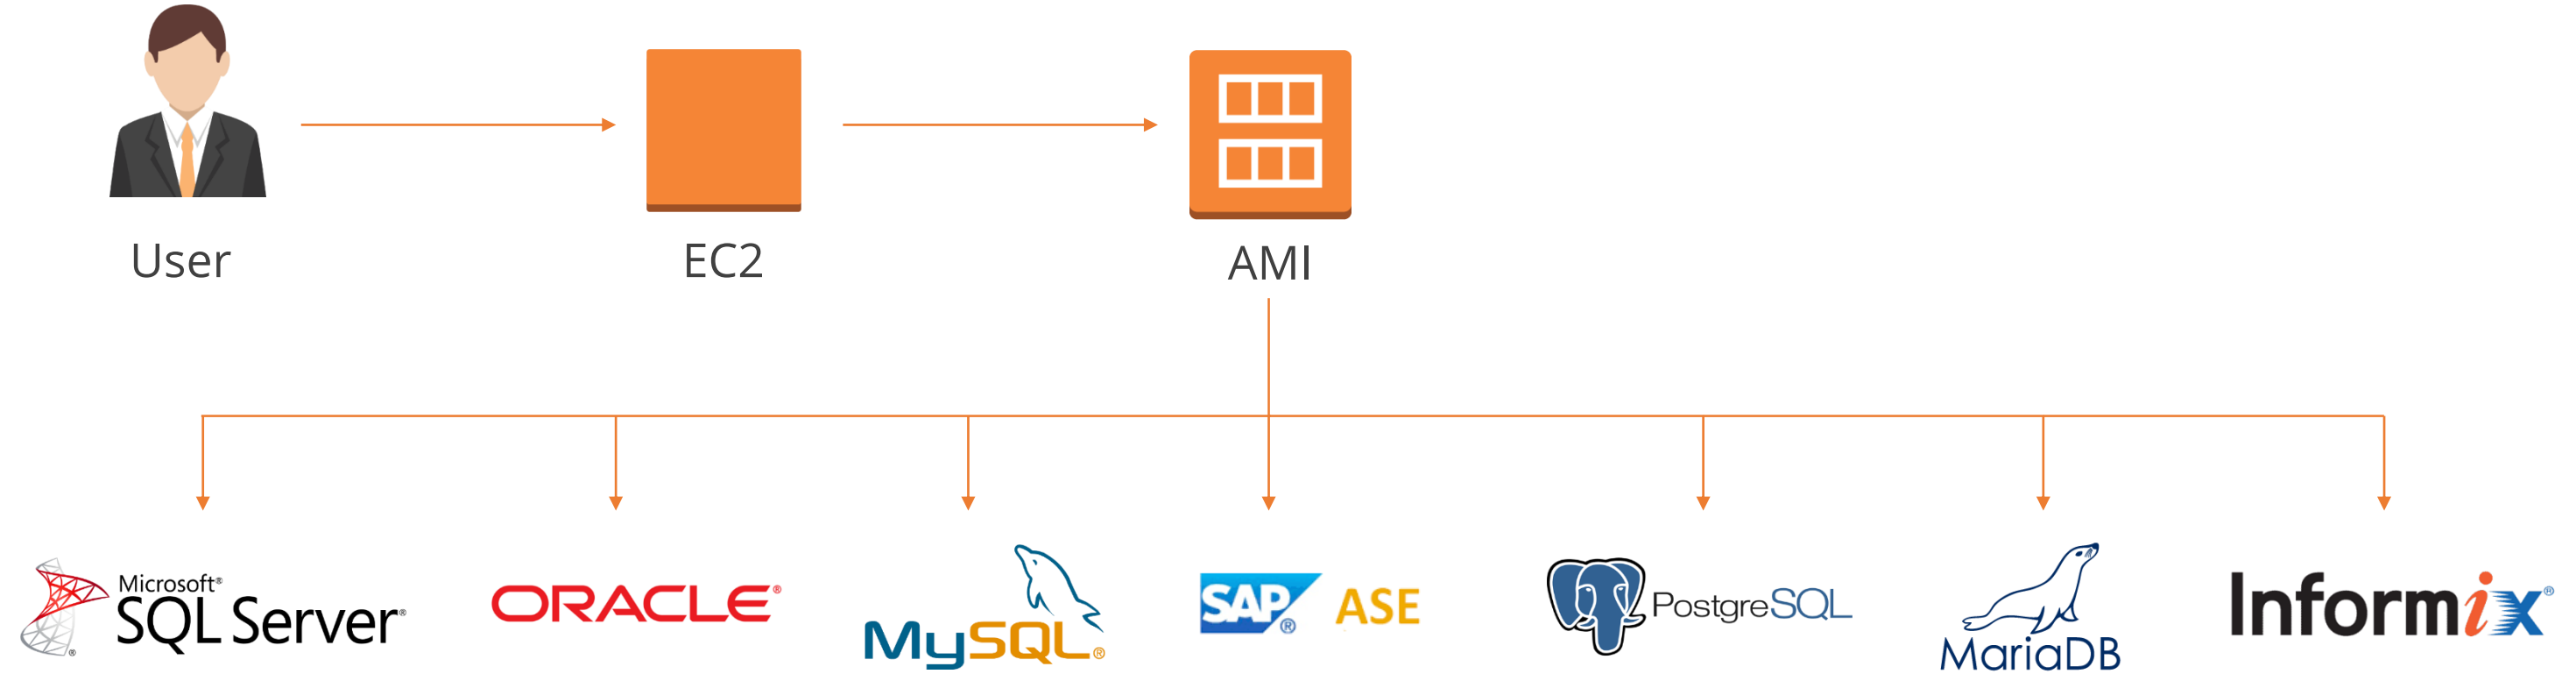 User
EC2
AMI
Microsoft®
SQL Server®
ORACLE®
MySQL®
SAP® ASE
PostgreSQL
MariaDB
Informix®